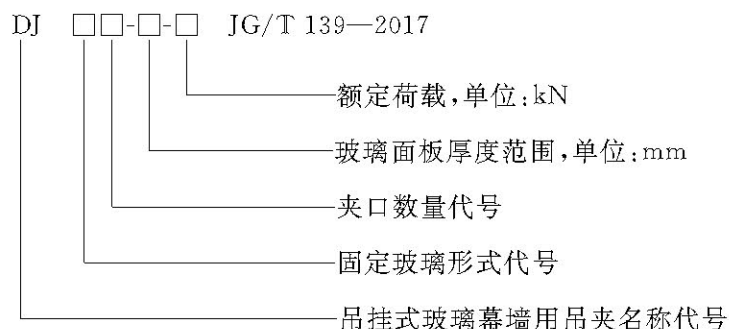 DJ □□-□-□ JG/T 139—2017
额定荷载,单位:kN
玻璃面板厚度范围,单位:mm
夹口数量代号
固定玻璃形式代号
吊挂式玻璃幕墙用吊夹名称代号